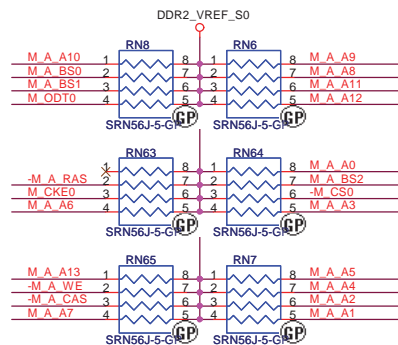 DDR2_VREF_S0
RN8 RN6
M_A_A10 1 8 1 8 M_A_A9
M_A_BS0 2 7 2 7 M_A_A8
M_A_BS1 3 6 3 6 M_A_A11
M_ODT0 4 5 4 5 M_A_A12
GP GP
SRN56J-5-GP SRN56J-5-GP
RN63 RN64
1 8 1 8 M_A_A0
-M_A_RAS 2 7 2 7 M_A_BS2
M_CKE0 3 6 3 6 -M_CS0
M_A_A6 4 5 4 5 M_A_A3
GP GP
SRN56J-5-GP SRN56J-5-GP
RN65 RN7
M_A_A13 1 8 1 8 M_A_A5
-M_A_WE 2 7 2 7 M_A_A4
-M_A_CAS 3 6 3 6 M_A_A2
M_A_A7 4 5 4 5 M_A_A1
GP GP
SRN56J-5-GP SRN56J-5-GP